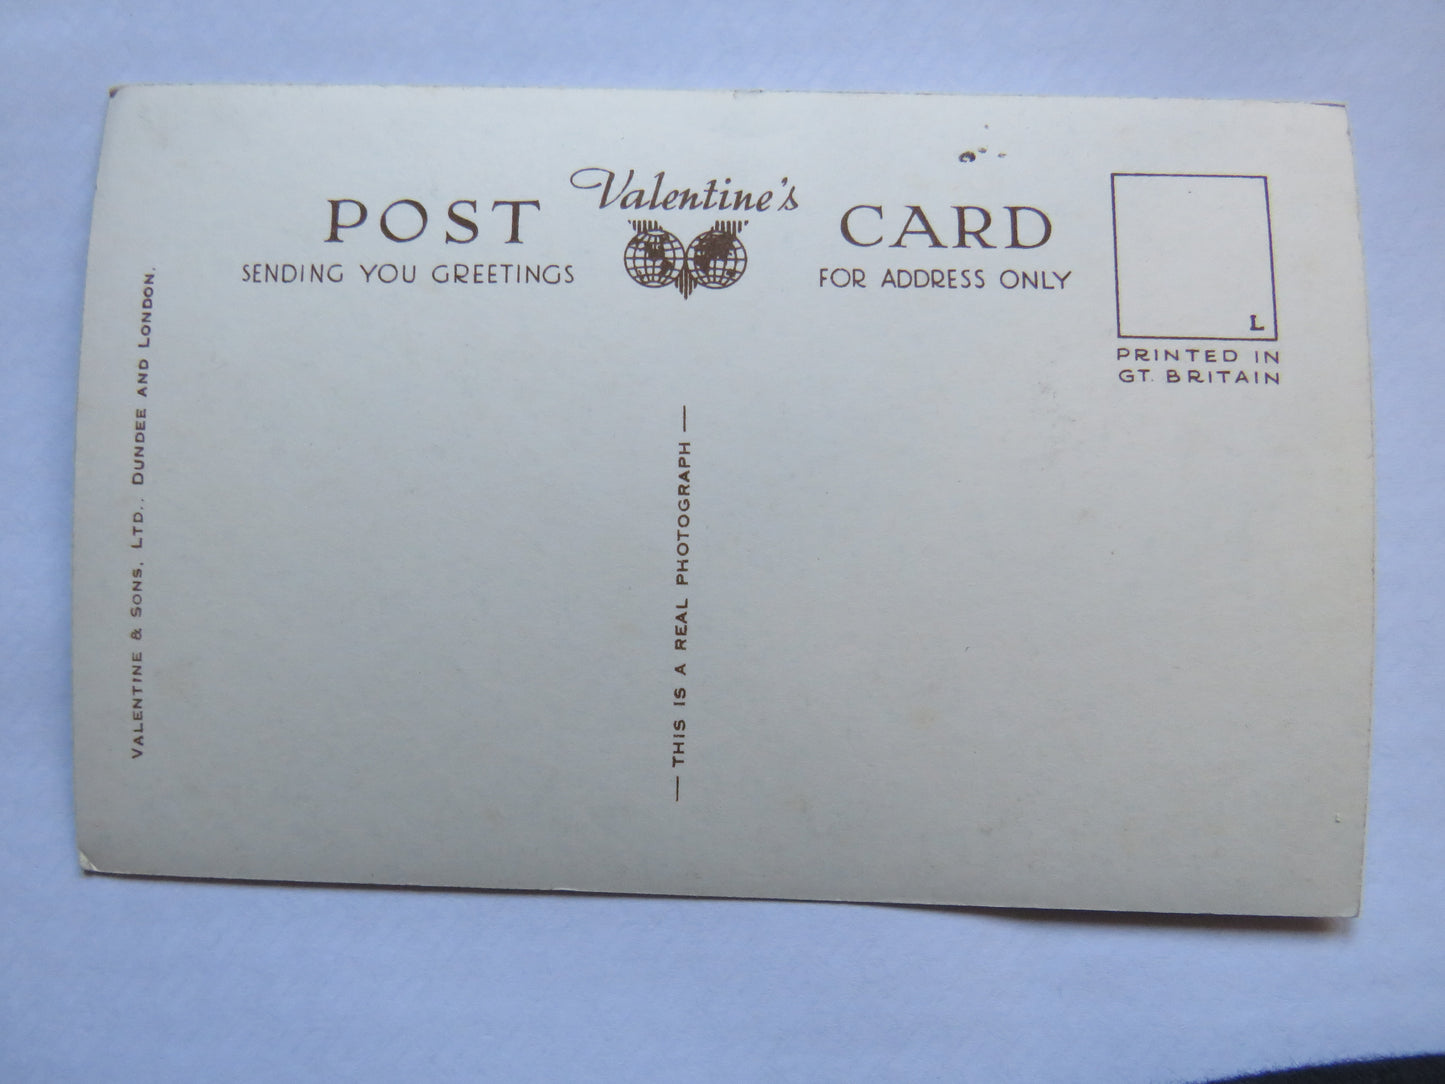 Valentine's
POST CARD
SENDING YOU GREETINGS
FOR ADDRESS ONLY
L
PRINTED IN
GT. BRITAIN
VALENTINE & SONS, LTD., DUNDEE AND LONDON.
— THIS IS A REAL PHOTOGRAPH —